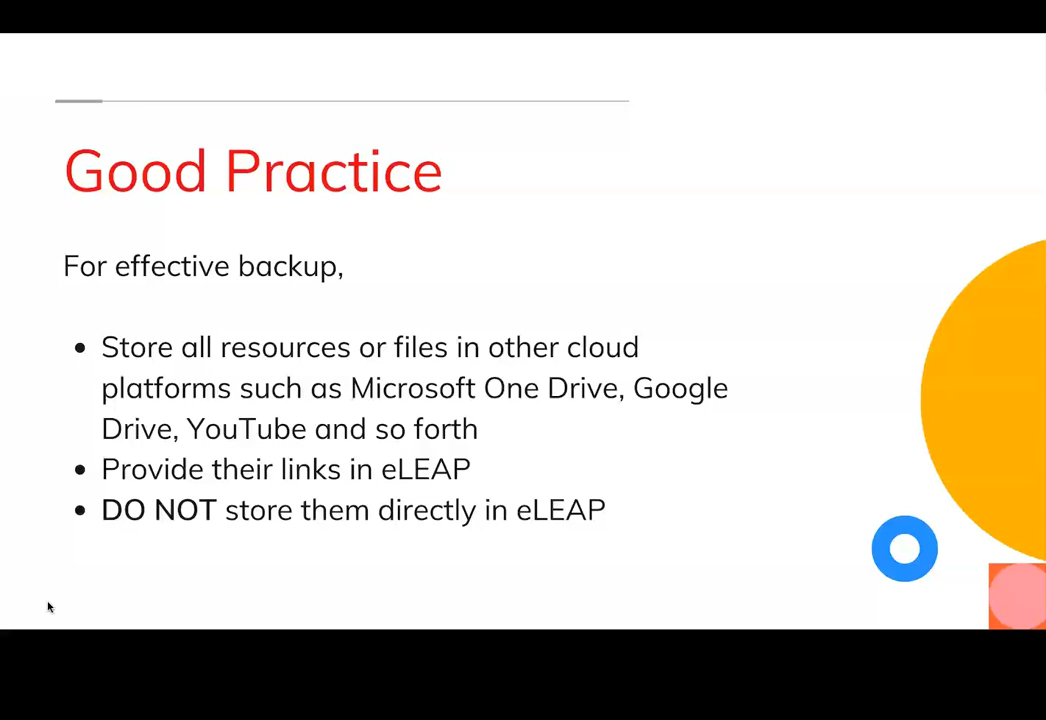 Good Practice
For effective backup,
• Store all resources or files in other cloud
platforms such as Microsoft One Drive, Google
Drive, YouTube and so forth
• Provide their links in eLEAP
• DO NOT store them directly in eLEAP